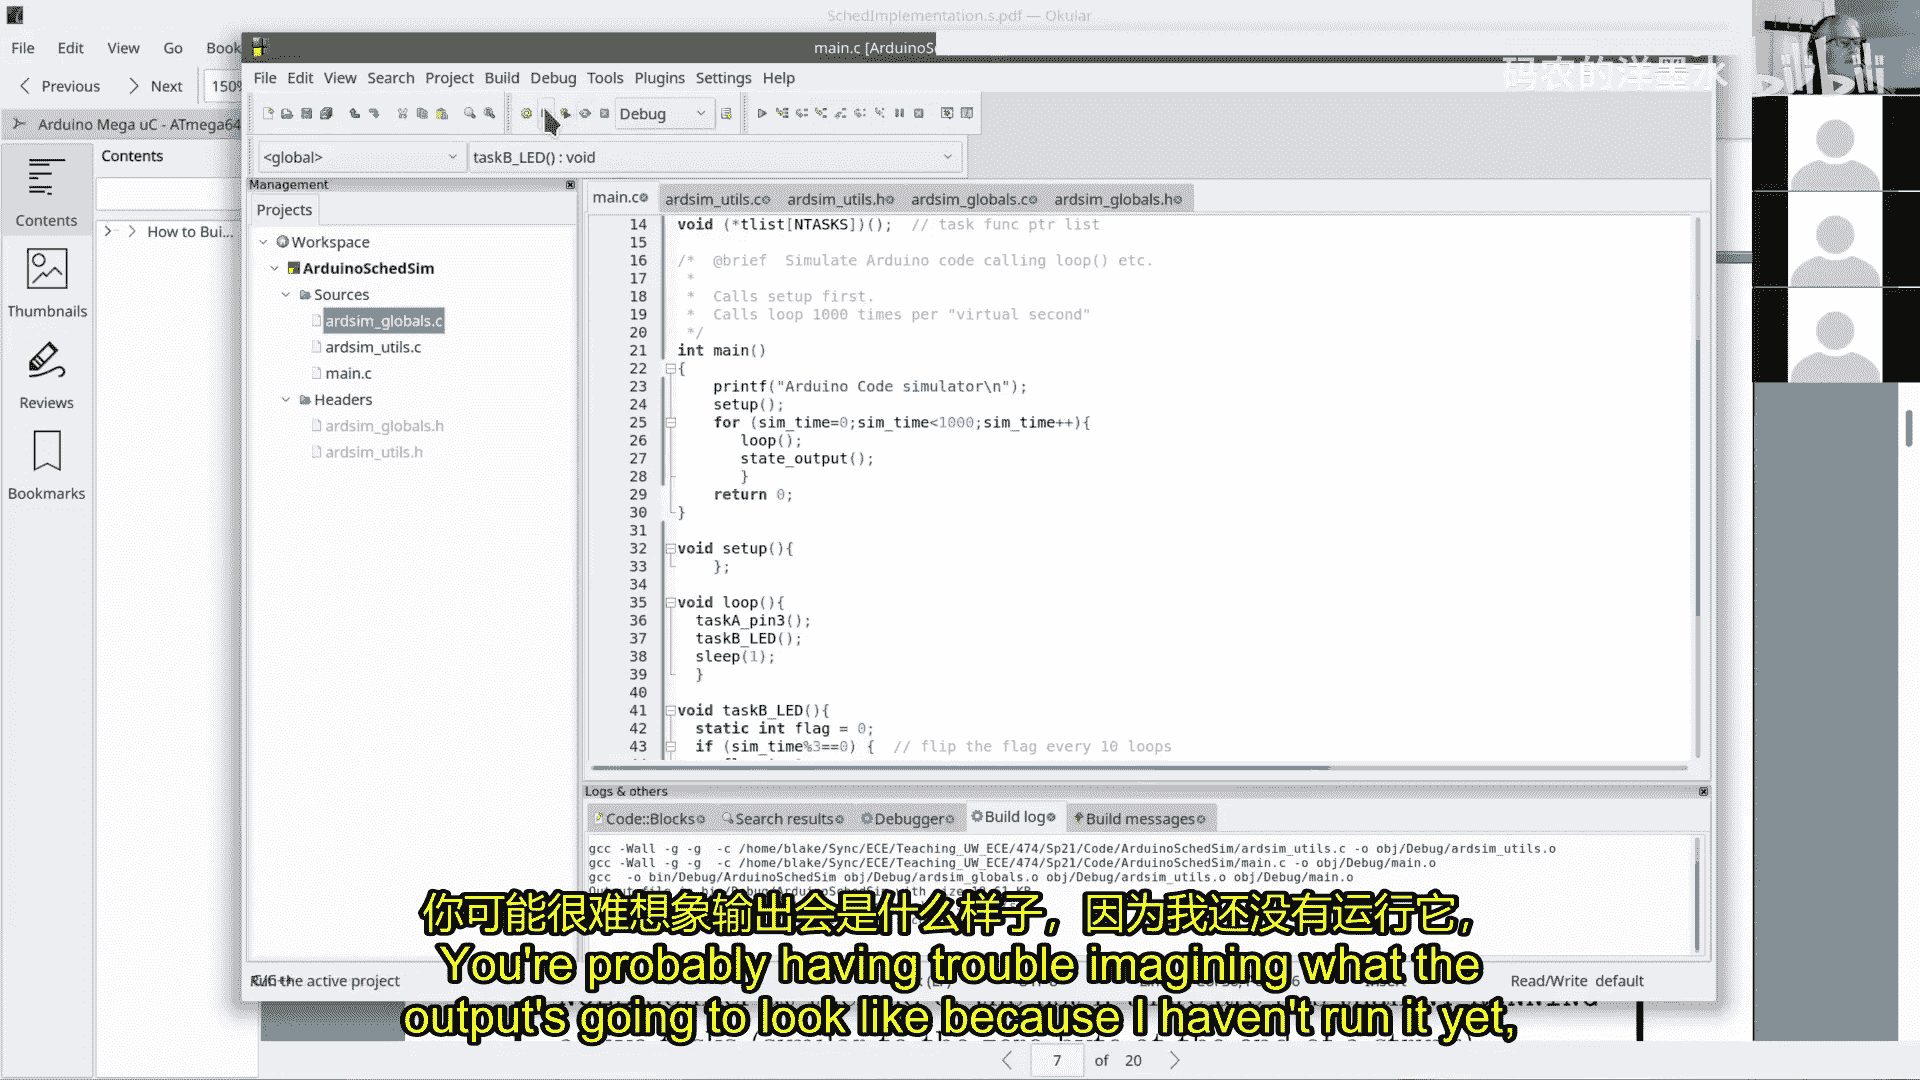 SchedImplementation.s.pdf — Okular
File Edit View Go Book
Previous Next 150%
Arduino Mega uC - ATmega64
Contents
Contents
How to Bui...
Thumbnails
Reviews
Bookmarks
main.c [ArduinoSc
File Edit View Search Project Build Debug Tools Plugins Settings Help
码农的洋墨水
bilibili
Debug
<global> taskB_LED() : void
Management
Projects
Workspace
ArduinoSchedSim
Sources
ardsim_globals.c
ardsim_utils.c
main.c
Headers
ardsim_globals.h
ardsim_utils.h
main.c ardsim_utils.c ardsim_utils.h ardsim_globals.c ardsim_globals.h
14 void (*tlist[NTASKS])(); // task func ptr list
15
16 /* @brief Simulate Arduino code calling loop() etc.
17 *
18 * Calls setup first.
19 * Calls loop 1000 times per "virtual second"
20 */
21 int main()
22 {
23 printf("Arduino Code simulator\n");
24 setup();
25 for (sim_time=0;sim_time<1000;sim_time++){
26 loop();
27 state_output();
28 }
29 return 0;
30 }
31
32 void setup(){
33 };
34
35 void loop(){
36 taskA_pin3();
37 taskB_LED();
38 sleep(1);
39 }
40
41 void taskB_LED(){
42 static int flag = 0;
43 if (sim_time%3==0) { // flip the flag every 10 loops
Logs & others
Code::Blocks Search results Debugger Build log Build messages
gcc -Wall -g -g -c /home/blake/Sync/ECE/Teaching_UW_ECE/474/Sp21/Code/ArduinoSchedSim/ardsim_utils.c -o obj/Debug/ardsim_utils.o
gcc -Wall -g -g -c /home/blake/Sync/ECE/Teaching_UW_ECE/474/Sp21/Code/ArduinoSchedSim/main.c -o obj/Debug/main.o
gcc -o bin/Debug/ArduinoSchedSim obj/Debug/ardsim_globals.o obj/Debug/ardsim_utils.o obj/Debug/main.o
你可能很难想象输出会是什么样子，因为我还没有运行它，
You're probably having trouble imagining what the
output's going to look like because I haven't run it yet,
the active project Read/Write default
7 of 20